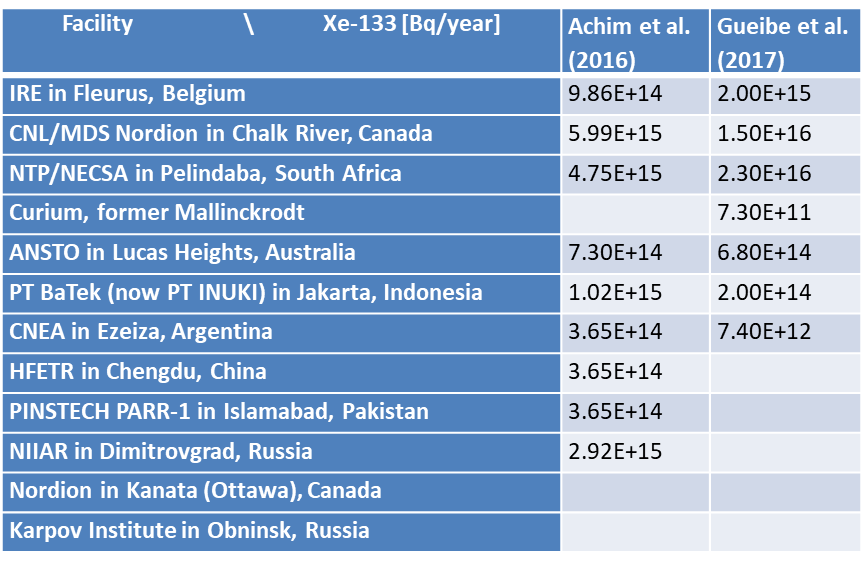 Facility \ Xe-133 [Bq/year] Achim et al. (2016) Gueibe et al. (2017)
IRE in Fleurus, Belgium 9.86E+14 2.00E+15
CNL/MDS Nordion in Chalk River, Canada 5.99E+15 1.50E+16
NTP/NECSA in Pelindaba, South Africa 4.75E+15 2.30E+16
Curium, former Mallinckrodt 7.30E+11
ANSTO in Lucas Heights, Australia 7.30E+14 6.80E+14
PT BaTek (now PT INUKI) in Jakarta, Indonesia 1.02E+15 2.00E+14
CNEA in Ezeiza, Argentina 3.65E+14 7.40E+12
HFETR in Chengdu, China 3.65E+14
PINSTECH PARR-1 in Islamabad, Pakistan 3.65E+14
NIIAR in Dimitrovgrad, Russia 2.92E+15
Nordion in Kanata (Ottawa), Canada
Karpov Institute in Obninsk, Russia